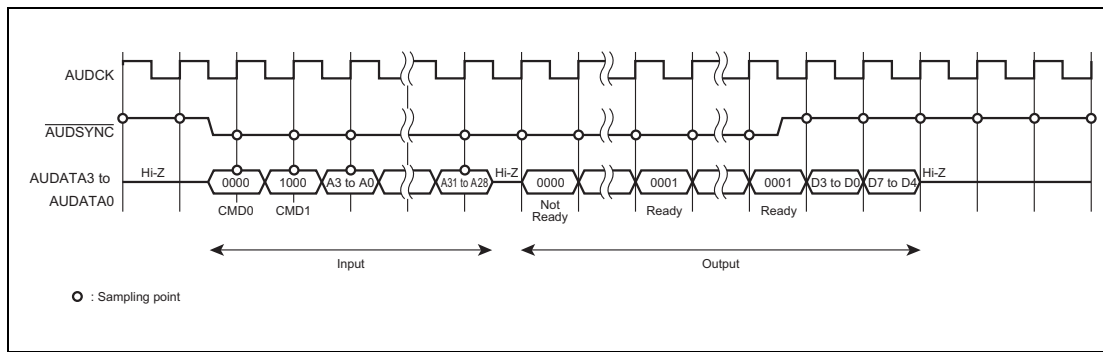 AUDCK
AUDSYNC
AUDATA3 to
AUDATA0
Hi-Z 0000 1000 A3 to A0 A31 to A28 Hi-Z 0000 0001 0001 D3 to D0 D7 to D4 Hi-Z
CMD0 CMD1 Not Ready Ready Ready
Input Output
: Sampling point